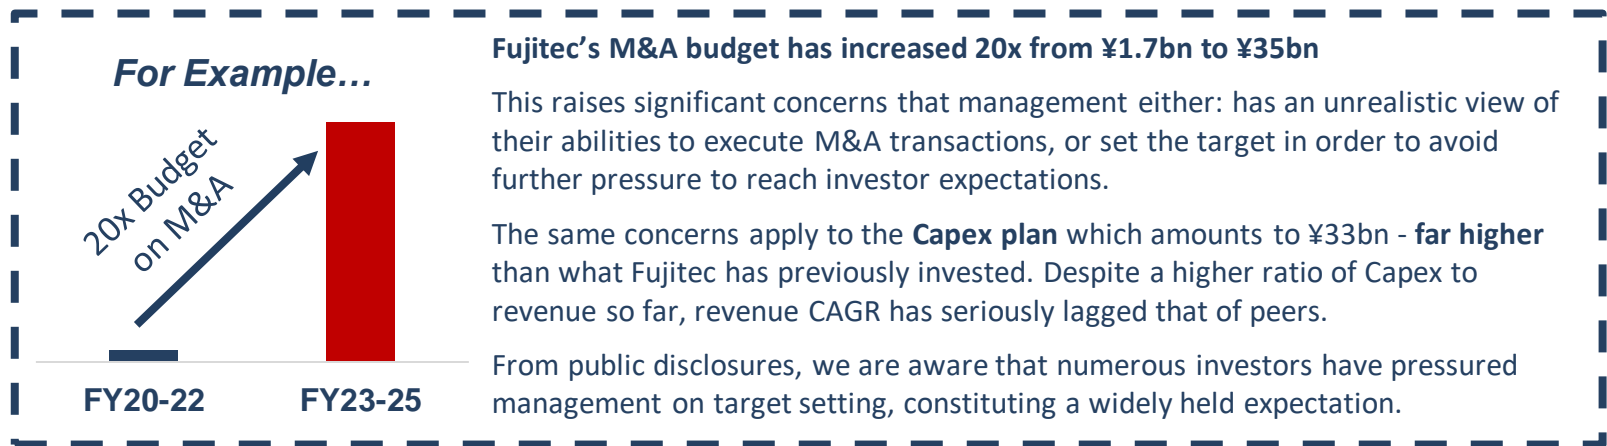 For Example…
20x Budget
on M&A
FY20-22
FY23-25
Fujitec's M&A budget has increased 20x from ¥1.7bn to ¥35bn
This raises significant concerns that management either: has an unrealistic view of
their abilities to execute M&A transactions, or set the target in order to avoid
further pressure to reach investor expectations.
The same concerns apply to the Capex plan which amounts to ¥33bn - far higher
than what Fujitec has previously invested. Despite a higher ratio of Capex to
revenue so far, revenue CAGR has seriously lagged that of peers.
From public disclosures, we are aware that numerous investors have pressured
management on target setting, constituting a widely held expectation.